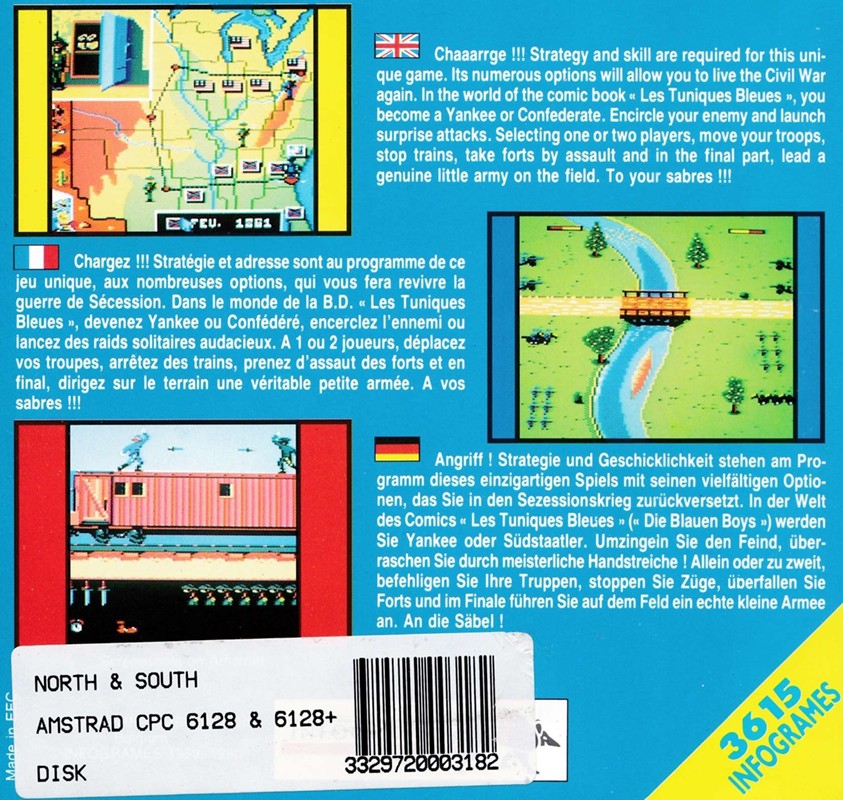 FEV. 1861
Chaaarrge !!! Strategy and skill are required for this uni-
que game. Its numerous options will allow you to live the Civil War
again. In the world of the comic book « Les Tuniques Bleues », you
become a Yankee or Confederate. Encircle your enemy and launch
surprise attacks. Selecting one or two players, move your troops,
stop trains, take forts by assault and in the final part, lead a
genuine little army on the field. To your sabres !!!
Chargez !!! Stratégie et adresse sont au programme de ce
jeu unique, aux nombreuses options, qui vous fera revivre la
guerre de Sécession. Dans le monde de la B.D. « Les Tuniques
Bleues », devenez Yankee ou Confédéré, encerclez l'ennemi ou
lancez des raids solitaires audacieux. A 1 ou 2 joueurs, déplacez
vos troupes, arrêtez des trains, prenez d'assaut des forts et en
final, dirigez sur le terrain une véritable petite armée. A vos
sabres !!!
Angriff ! Strategie und Geschicklichkeit stehen am Pro-
gramm dieses einzigartigen Spiels mit seinen vielfältigen Optio-
nen, das Sie in den Sezessionskrieg zurückversetzt. In der Welt
des Comics « Les Tuniques Bleues » (« Die Blauen Boys ») werden
Sie Yankee oder Südstaatler. Umzingeln Sie den Feind, über-
raschen Sie durch meisterliche Handstreiche ! Allein oder zu zweit,
befehligen Sie Ihre Truppen, stoppen Sie Züge, überfallen Sie
Forts und im Finale führen Sie auf dem Feld ein echte kleine Armee
an. An die Säbel !
Made in EEC
NORTH & SOUTH
AMSTRAD CPC 6128 & 6128+
DISK
3329720003182
3615
INFOGRAMES